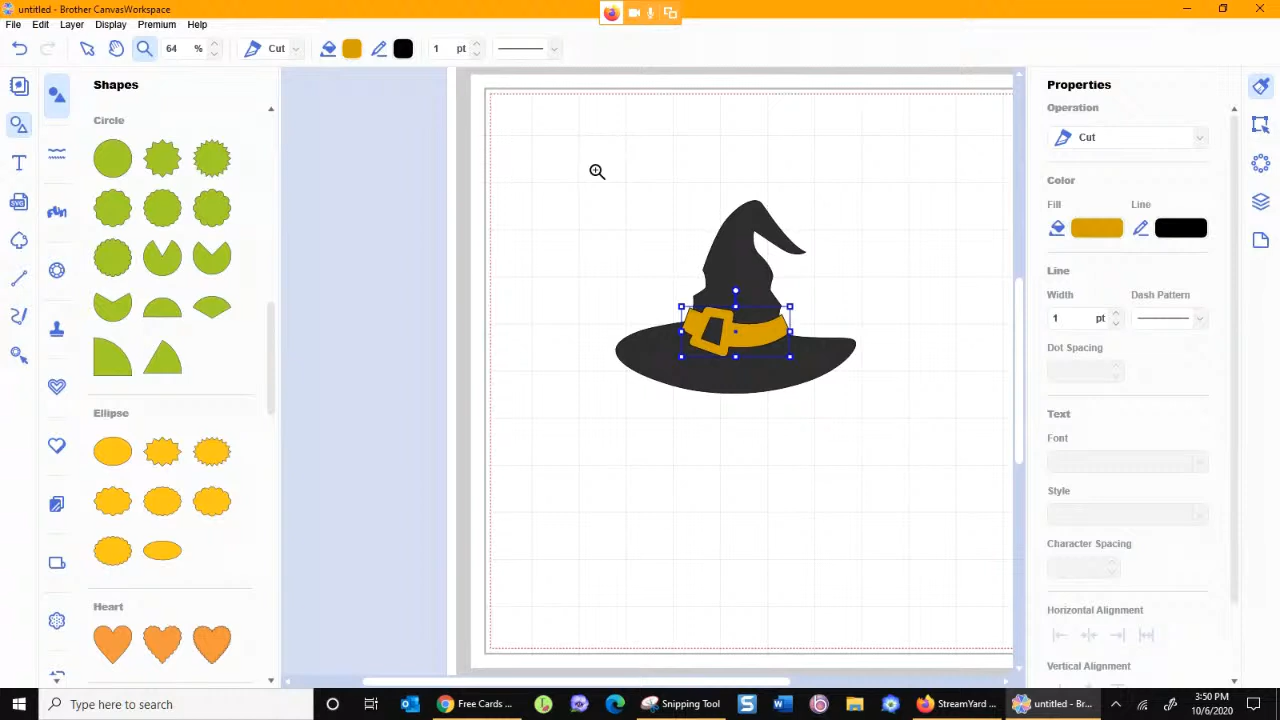 untitled - Brother CanvasWorkspace
File Edit Layer Display Premium Help
64 % Cut 1 pt
Shapes
Circle
Ellipse
Heart
Properties
Operation
Cut
Color
Fill Line
Line
Width Dash Pattern
1 pt
Dot Spacing
Text
Font
Style
Character Spacing
Horizontal Alignment
Vertical Alignment
Type here to search
Free Cards ...
Snipping Tool
StreamYard ...
untitled - Bro...
3:50 PM
10/6/2020